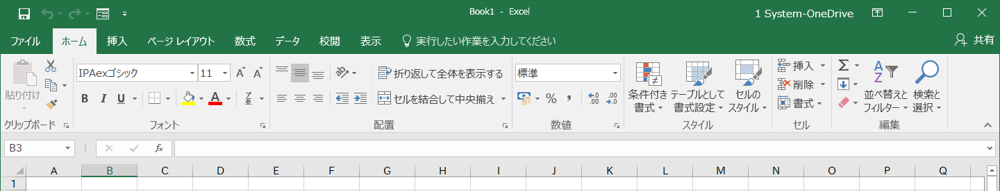 Book1 - Excel
1 System-OneDrive
ファイル ホーム 挿入 ページ レイアウト 数式 データ 校閲 表示 実行したい作業を入力してください 共有
貼り付け
クリップボード
IPAexゴシック 11 A A
B I U A ア亜
フォント
折り返して全体を表示する
セルを結合して中央揃え
配置
標準
% , .0 .00 .00 .0
数値
条件付き書式
テーブルとして書式設定
セルのスタイル
スタイル
挿入
削除
書式
セル
Σ
並べ替えとフィルター
検索と選択
編集
B3 fx
A B C D E F G H I J K L M N O P Q
1